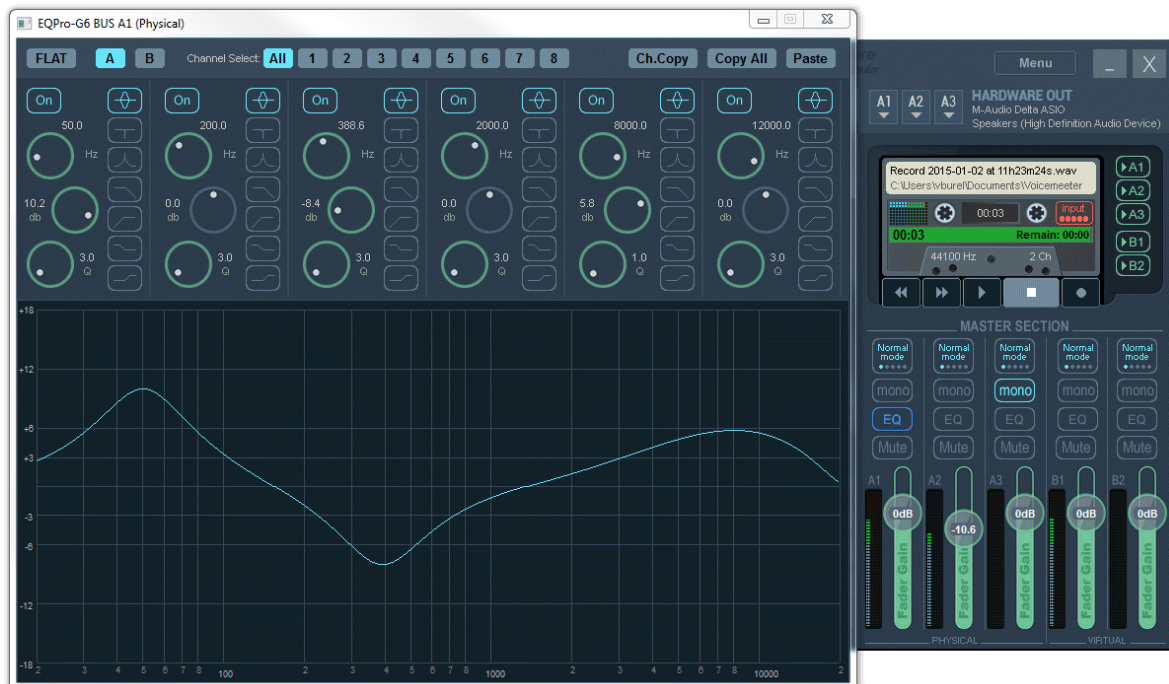 EQPro-G6 BUS A1 (Physical)
FLAT A B Channel Select: All 1 2 3 4 5 6 7 8 Ch.Copy Copy All Paste
On On On On On On
50.0 200.0 388.6 2000.0 8000.0 12000.0
Hz Hz Hz Hz Hz Hz
10.2 0.0 -8.4 0.0 5.8 0.0
db db db db db db
3.0 3.0 3.0 3.0 1.0 3.0
Q Q Q Q Q Q
+18
+12
+6
+3
-3
-6
-12
-18
2 3 4 5 6 7 8 100 2 3 4 5 6 7 8 1000 2 3 4 5 6 7 8 10000 2
Menu
_ X
A1 A2 A3
HARDWARE OUT
M-Audio Delta ASIO
Speakers (High Definition Audio Device)
Record 2015-01-02 at 11h23m24s.wav
C:\Users\vburel\Documents\Voicemeeter
00:03
input
00:03 Remain: 00:00
44100 Hz 2 Ch
A1
A2
A3
B1
B2
MASTER SECTION
Normal mode Normal mode Normal mode Normal mode Normal mode
mono mono mono mono mono
EQ EQ EQ EQ EQ
Mute Mute Mute Mute Mute
A1 A2 A3 B1 B2
0dB -10.6 0dB 0dB 0dB
Fader Gain Fader Gain Fader Gain Fader Gain Fader Gain
PHYSICAL VIRTUAL